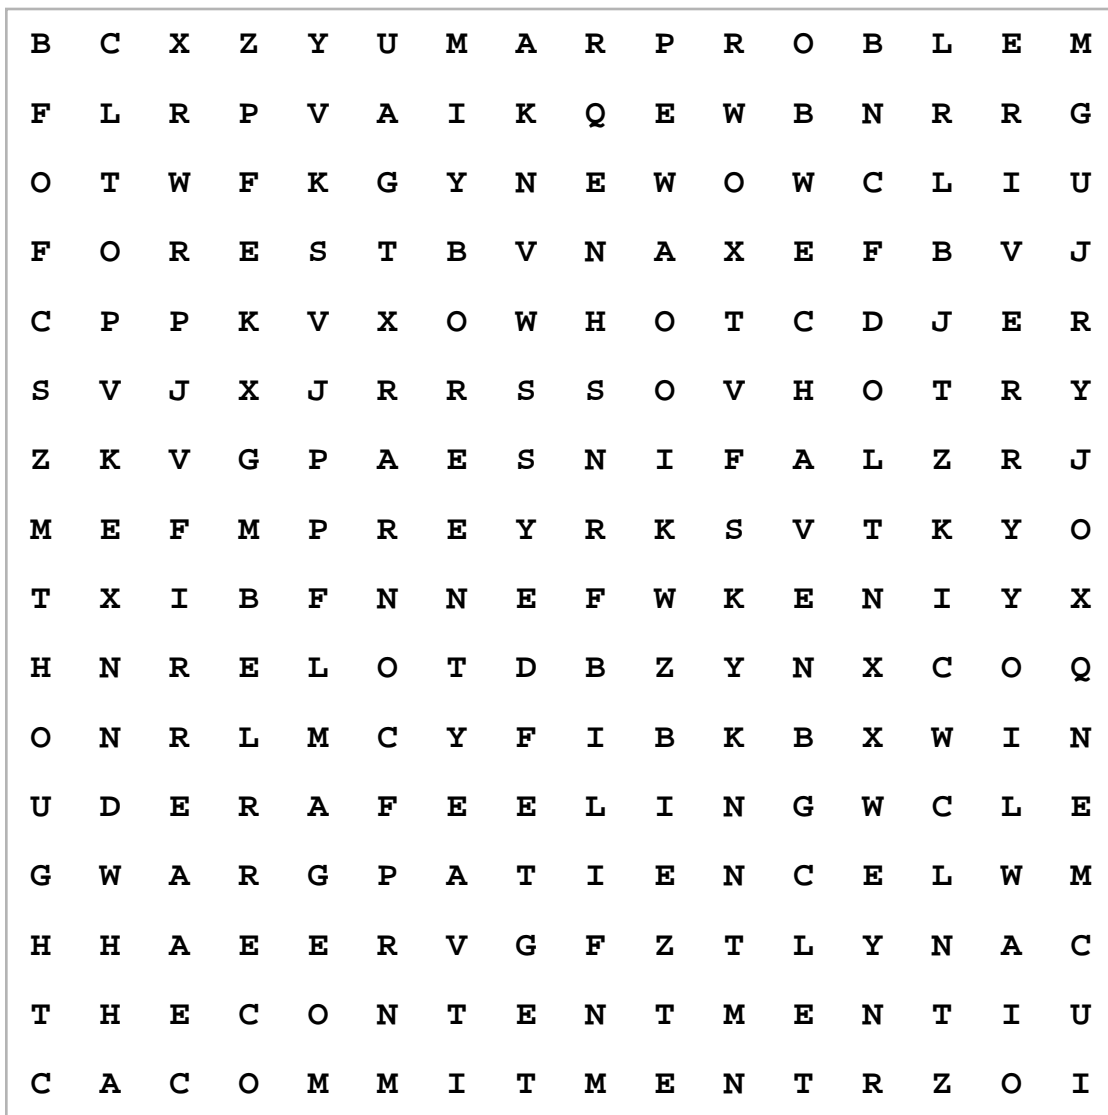 B C X Z Y U M A R P R O B L E M
F L R P V A I K Q E W B N R R G
O T W F K G Y N E W O W C L I U
F O R E S T B V N A X E F B V J
C P P K V X O W H O T C D J E R
S V J X J R R S S O V H O T R Y
Z K V G P A E S N I F A L Z R J
M E F M P R E Y R K S V T K Y O
T X I B F N N E F W K E N I Y X
H N R E L O T D B Z Y N X C O Q
O N R L M C Y F I B K B X W I N
U D E R A F E E L I N G W C L E
G W A R G P A T I E N C E L W M
H H A E E R V G F Z T L Y N A C
T H E C O N T E N T M E N T I U
C A C O M M I T M E N T R Z O I